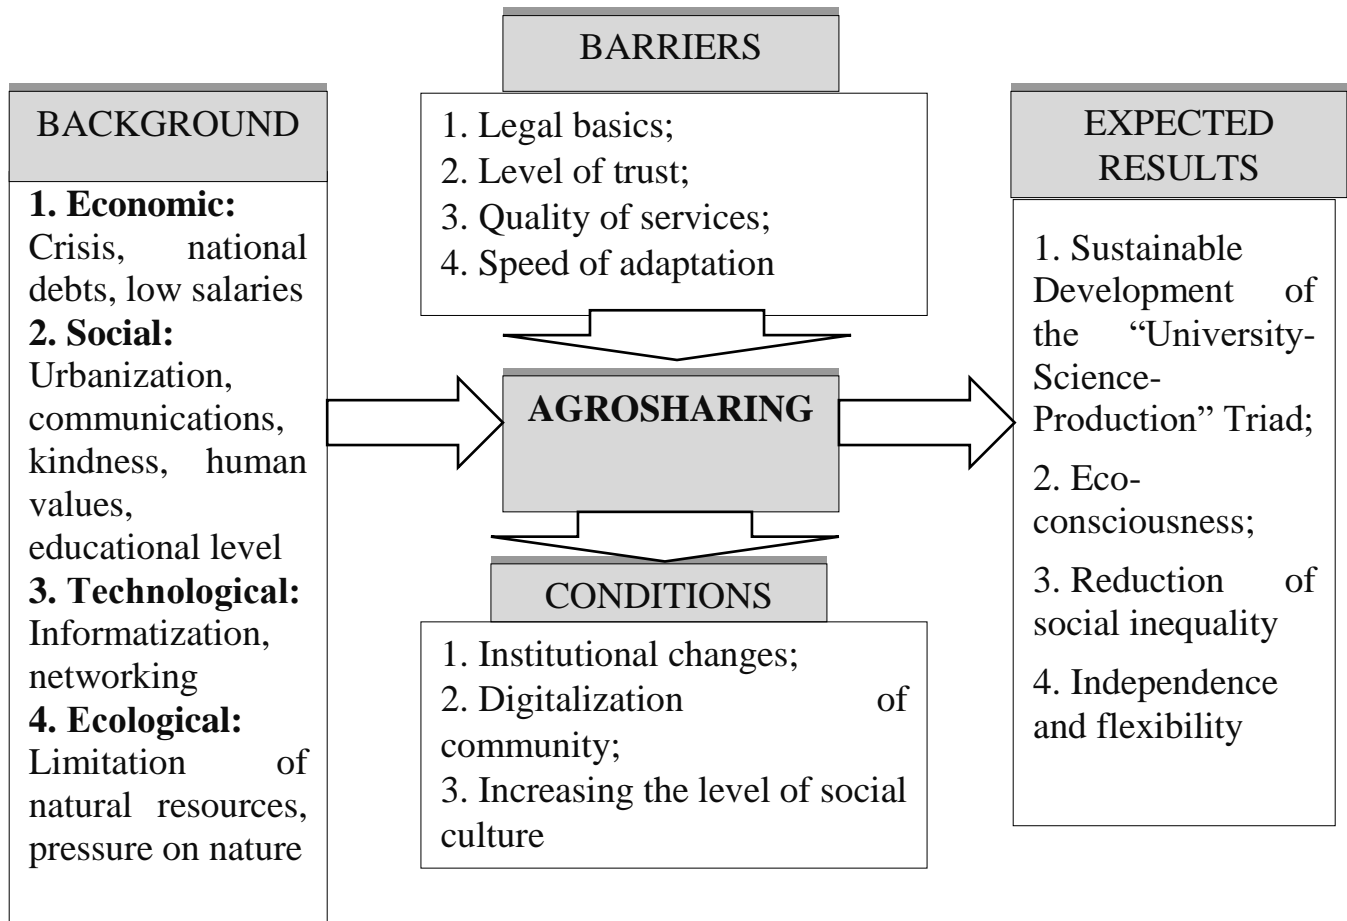 BACKGROUND
1. Economic:
Crisis, national
debts, low salaries
2. Social:
Urbanization,
communications,
kindness, human
values,
educational level
3. Technological:
Informatization,
networking
4. Ecological:
Limitation of
natural resources,
pressure on nature
BARRIERS
1. Legal basics;
2. Level of trust;
3. Quality of services;
4. Speed of adaptation
AGROSHARING
CONDITIONS
1. Institutional changes;
2. Digitalization of
community;
3. Increasing the level of social
culture
EXPECTED
RESULTS
1. Sustainable
Development of
the “University-
Science-
Production” Triad;
2. Eco-
consciousness;
3. Reduction of
social inequality
4. Independence
and flexibility